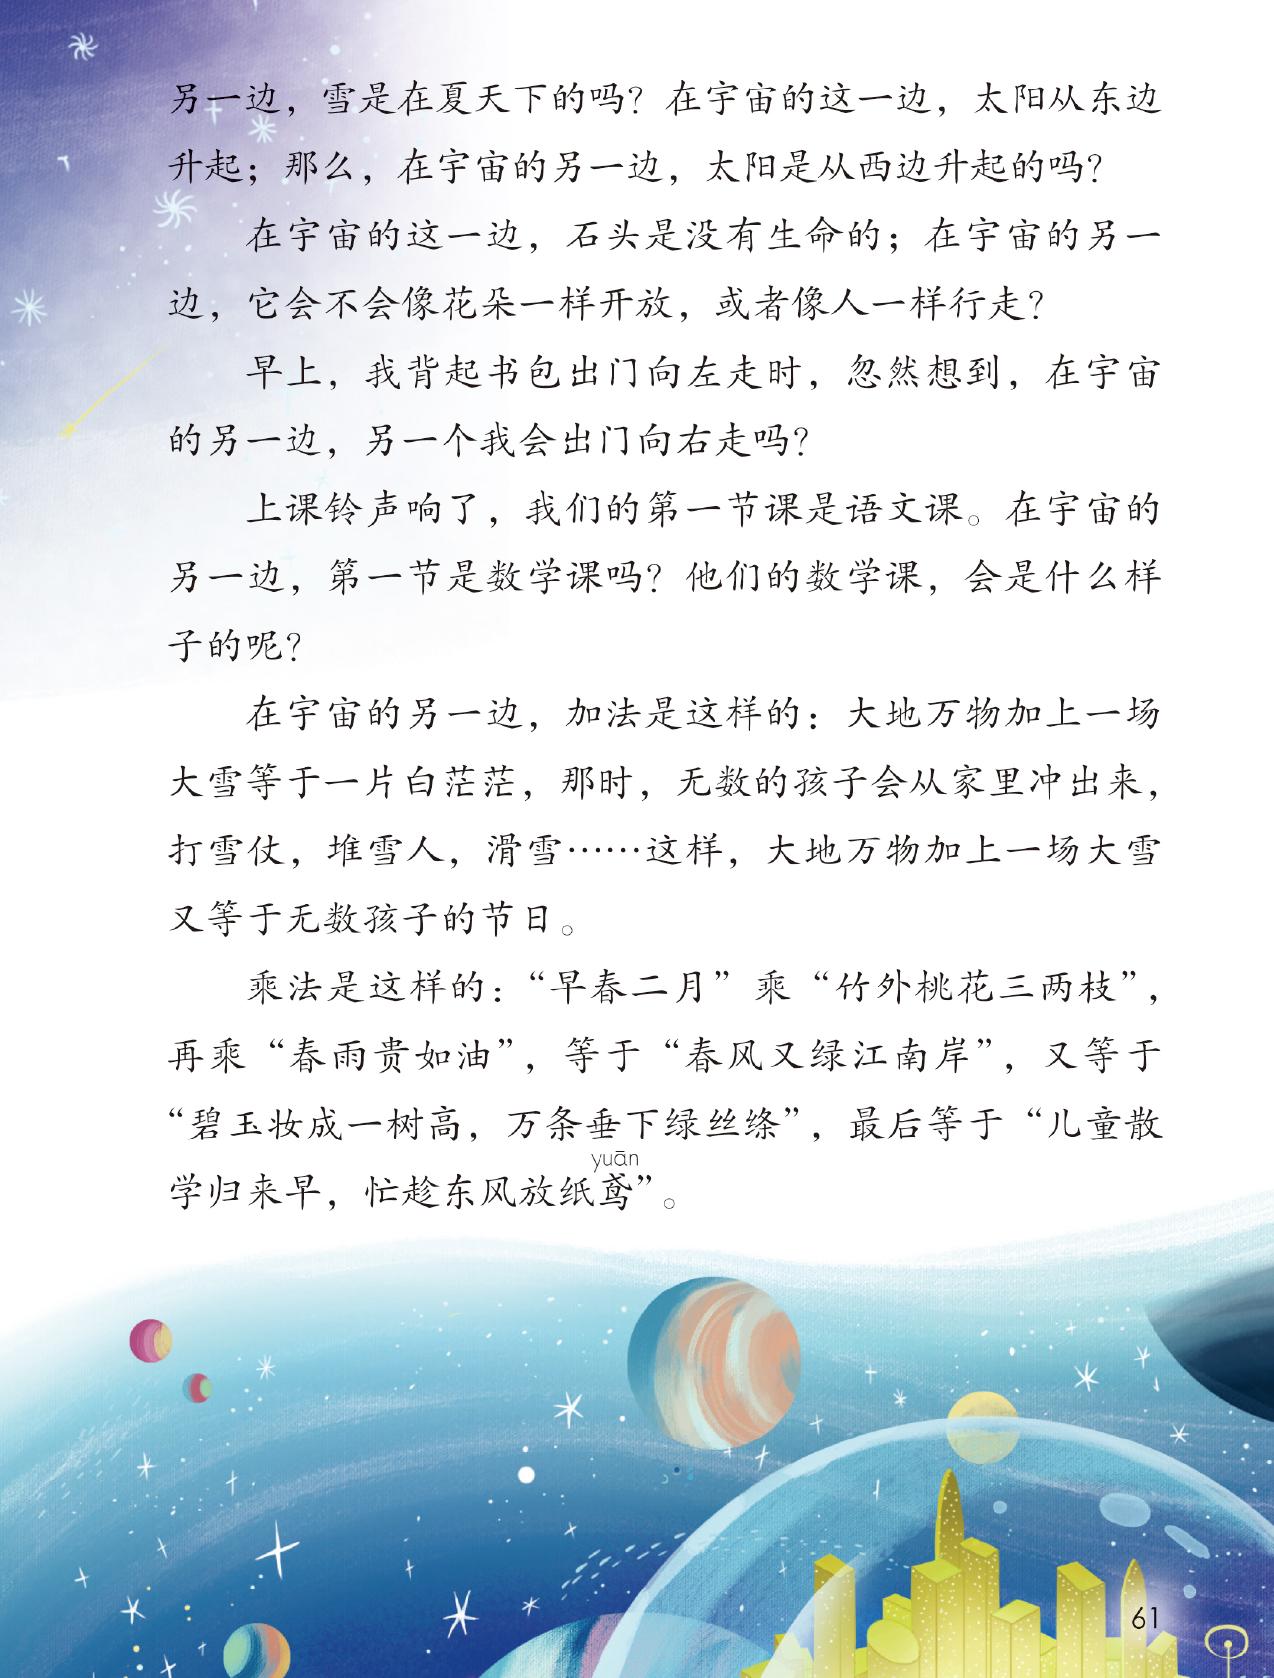 另一边，雪是在夏天下的吗？在宇宙的这一边，太阳从东边
升起；那么，在宇宙的另一边，太阳是从西边升起的吗？
在宇宙的这一边，石头是没有生命的；在宇宙的另一
边，它会不会像花朵一样开放，或者像人一样行走？
早上，我背起书包出门向左走时，忽然想到，在宇宙
的另一边，另一个我会出门向右走吗？
上课铃声响了，我们的第一节课是语文课。在宇宙的
另一边，第一节是数学课吗？他们的数学课，会是什么样
子的呢？
在宇宙的另一边，加法是这样的：大地万物加上一场
大雪等于一片白茫茫，那时，无数的孩子会从家里冲出来，
打雪仗，堆雪人，滑雪……这样，大地万物加上一场大雪
又等于无数孩子的节日。
乘法是这样的：“早春二月”乘“竹外桃花三两枝”，
再乘“春雨贵如油”，等于“春风又绿江南岸”，又等于
“碧玉妆成一树高，万条垂下绿丝绦”，最后等于“儿童散
yuān
学归来早，忙趁东风放纸鸢”。
61